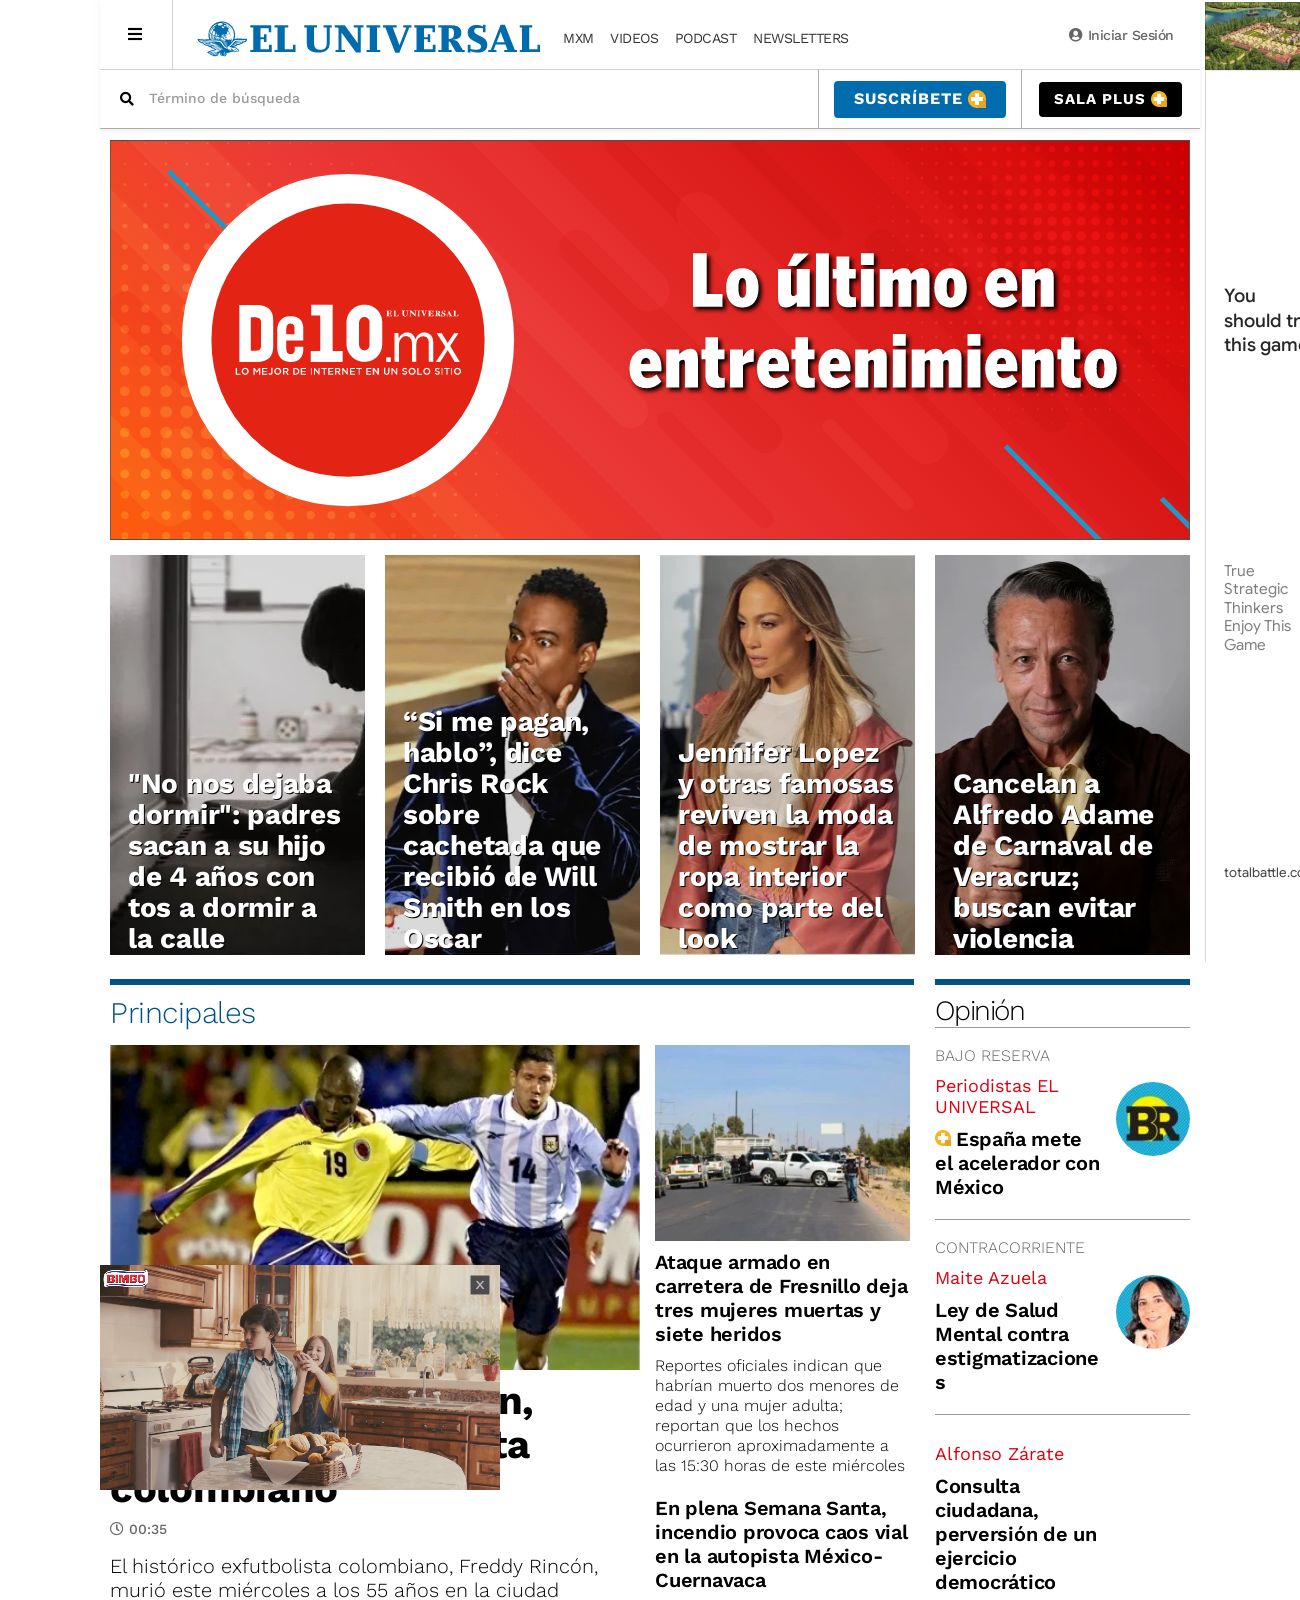 EL UNIVERSAL
MXM VIDEOS PODCAST NEWSLETTERS
Iniciar Sesión
Término de búsqueda
SUSCRÍBETE
SALA PLUS
De10.mx
EL UNIVERSAL
LO MEJOR DE INTERNET EN UN SOLO SITIO
Lo último en
entretenimiento
You
should
this
True
Strategic
Thinkers
Enjoy This
Game
"No nos dejaba
dormir": padres
sacan a su hijo
de 4 años con
tos a dormir a
la calle
“Si me pagan,
hablo”, dice
Chris Rock
sobre
cachetada que
recibió de Will
Smith en los
Oscar
Jennifer Lopez
y otras famosas
reviven la moda
de mostrar la
ropa interior
como parte del
look
Cancelan a
Alfredo Adame
de Carnaval de
Veracruz;
buscan evitar
violencia
Principales
19
14
BIMBO
X
colombiano
00:35
El histórico exfutbolista colombiano, Freddy Rincón,
murió este miércoles a los 55 años en la ciudad
Ataque armado en
carretera de Fresnillo deja
tres mujeres muertas y
siete heridos
Reportes oficiales indican que
habrían muerto dos menores de
edad y una mujer adulta;
reportan que los hechos
ocurrieron aproximadamente a
las 15:30 horas de este miércoles
En plena Semana Santa,
incendio provoca caos vial
en la autopista México-
Cuernavaca
Opinión
BAJO RESERVA
Periodistas EL
UNIVERSAL
España mete
el acelerador con
México
BR
CONTRACORRIENTE
Maite Azuela
Ley de Salud
Mental contra
estigmatizacione
s
Alfonso Zárate
Consulta
ciudadana,
perversión de un
ejercicio
democrático